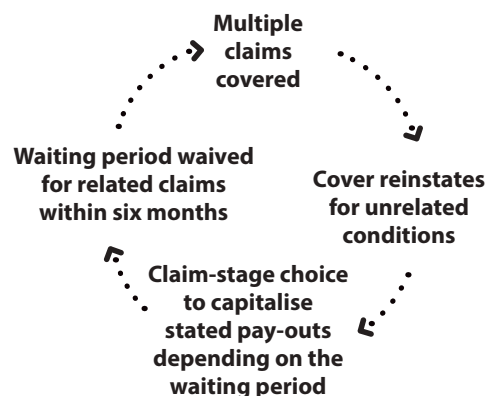 Multiple
claims
covered
Cover reinstates
for unrelated
conditions
Claim-stage choice
to capitalise
stated pay-outs
depending on the
waiting period
Waiting period waived
for related claims
within six months